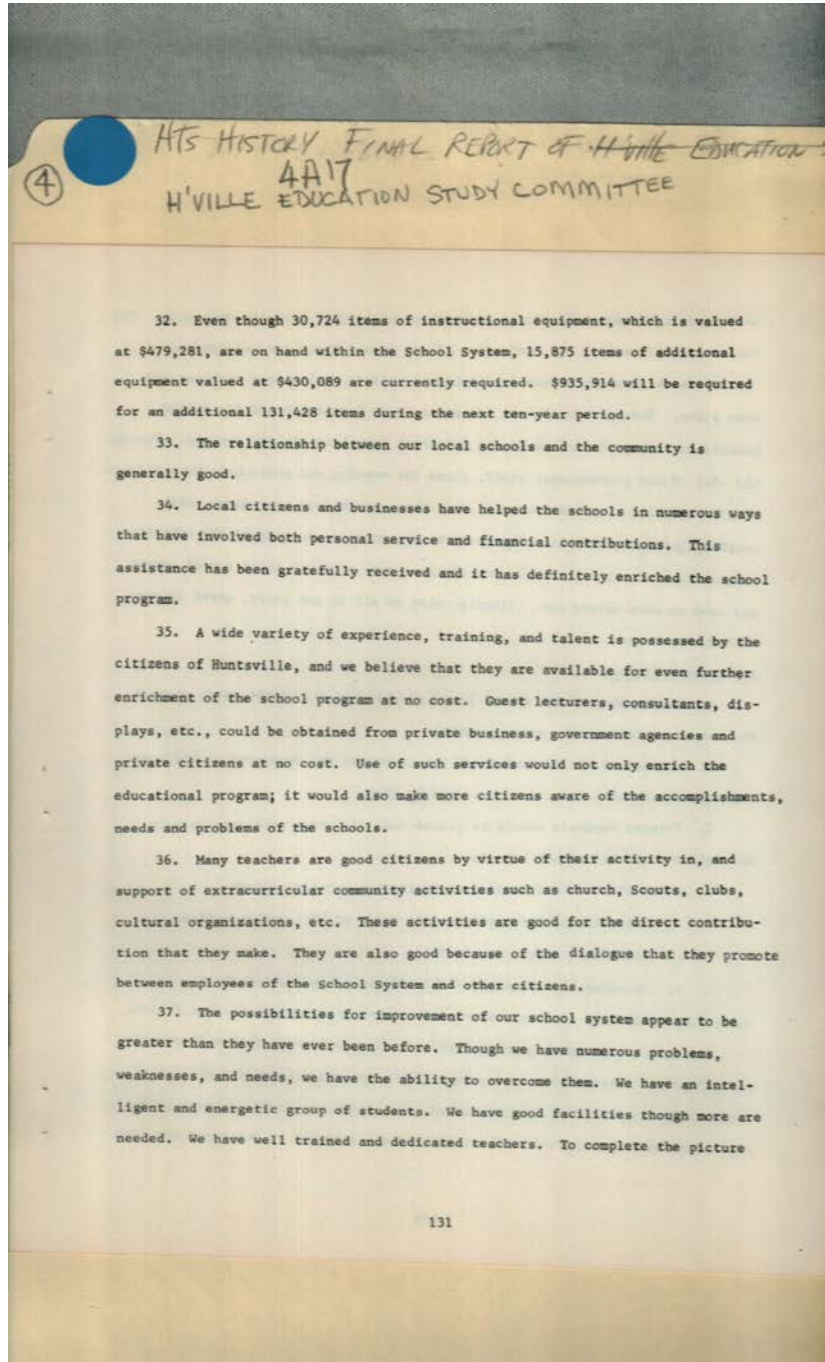 HTS HISTORY FINAL REPORT OF H'VILLE EDUCATION
4A17
4
H'VILLE EDUCATION STUDY COMMITTEE
32. Even though 30,724 items of instructional equipment, which is valued
at $479,281, are on hand within the School System, 15,875 items of additional
equipment valued at $430,089 are currently required. $935,914 will be required
for an additional 131,428 items during the next ten-year period.
33. The relationship between our local schools and the community is
generally good.
34. Local citizens and businesses have helped the schools in numerous ways
that have involved both personal service and financial contributions. This
assistance has been gratefully received and it has definitely enriched the school
program.
35. A wide variety of experience, training, and talent is possessed by the
citizens of Huntsville, and we believe that they are available for even further
enrichment of the school program at no cost. Guest lecturers, consultants, dis-
plays, etc., could be obtained from private business, government agencies and
private citizens at no cost. Use of such services would not only enrich the
educational program; it would also make more citizens aware of the accomplishments,
needs and problems of the schools.
36. Many teachers are good citizens by virtue of their activity in, and
support of extracurricular community activities such as church, Scouts, clubs,
cultural organizations, etc. These activities are good for the direct contribu-
tion that they make. They are also good because of the dialogue that they promote
between employees of the School System and other citizens.
37. The possibilities for improvement of our school system appear to be
greater than they have ever been before. Though we have numerous problems,
weaknesses, and needs, we have the ability to overcome them. We have an intel-
ligent and energetic group of students. We have good facilities though more are
needed. We have well trained and dedicated teachers. To complete the picture
131